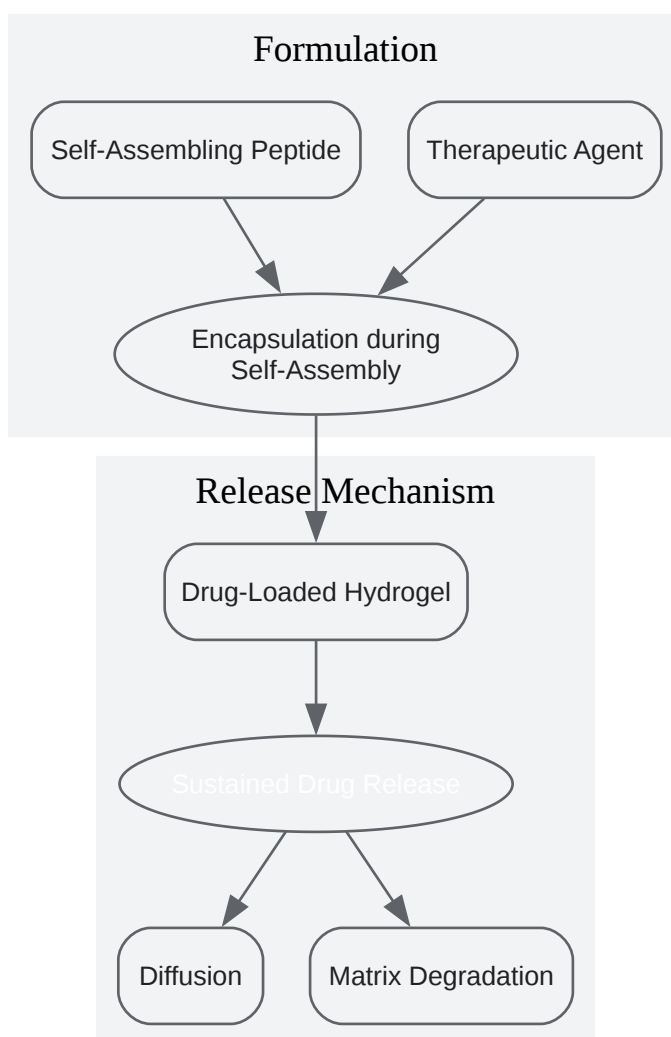 Formulation
Self-Assembling Peptide
Therapeutic Agent
Encapsulation during
Self-Assembly
Release Mechanism
Drug-Loaded Hydrogel
Sustained Drug Release
Diffusion
Matrix Degradation